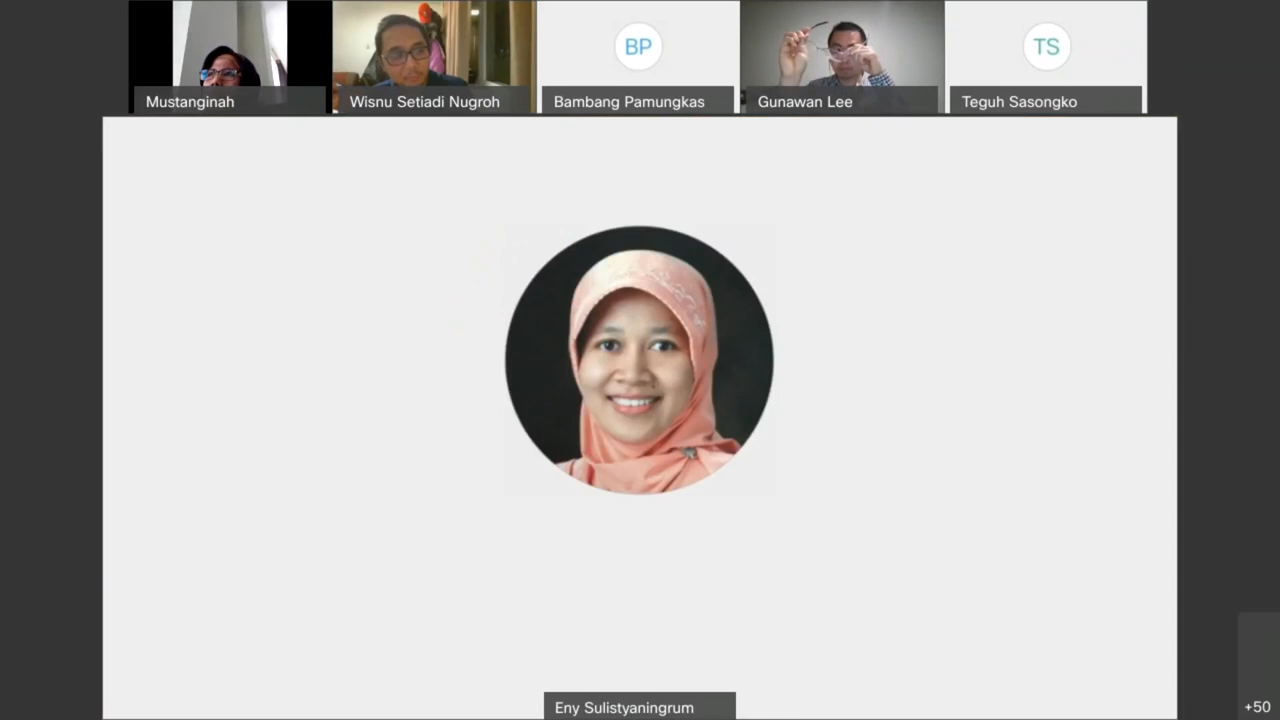 BP
TS
Mustanginah
Wisnu Setiadi Nugroh
Bambang Pamungkas
Gunawan Lee
Teguh Sasongko
Eny Sulistyaningrum
+50